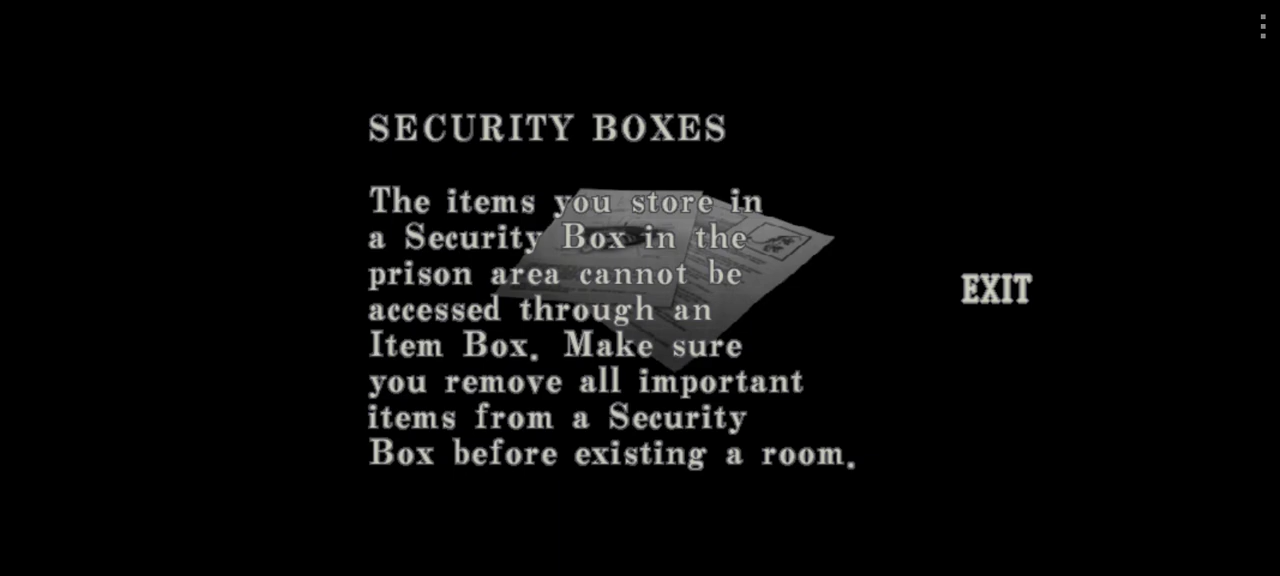 SECURITY BOXES
The items you store in
a Security Box in the
prison area cannot be
accessed through an
Item Box. Make sure
you remove all important
items from a Security
Box before existing a room.
EXIT